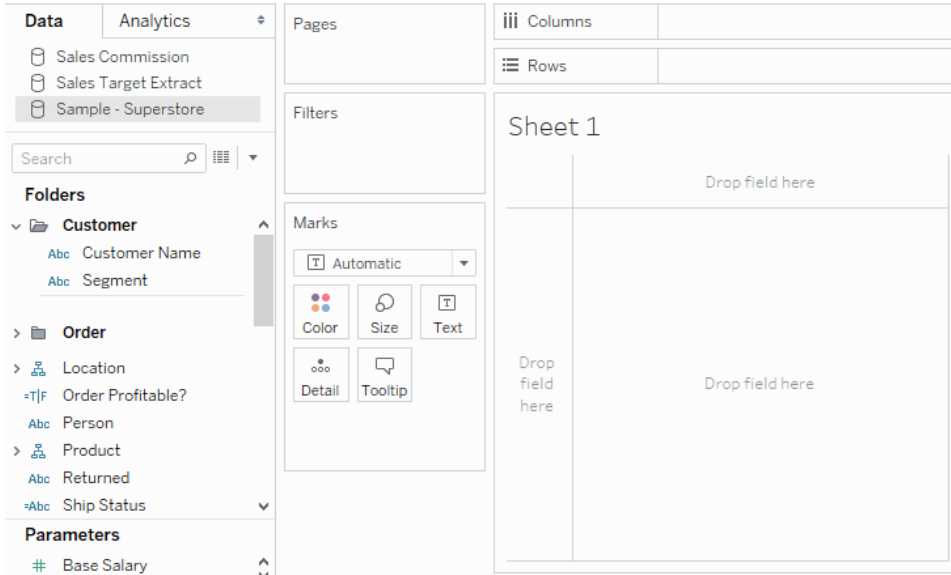 Data
Analytics
Sales Commission
Sales Target Extract
Sample - Superstore
Search
Folders
Customer
Abc Customer Name
Abc Segment
Order
Location
=T|F Order Profitable?
Abc Person
Product
Abc Returned
=Abc Ship Status
Parameters
# Base Salary
Pages
Filters
Marks
T Automatic
Color
Size
T
Text
Detail
Tooltip
Columns
Rows
Sheet 1
Drop field here
Drop
field
here
Drop field here